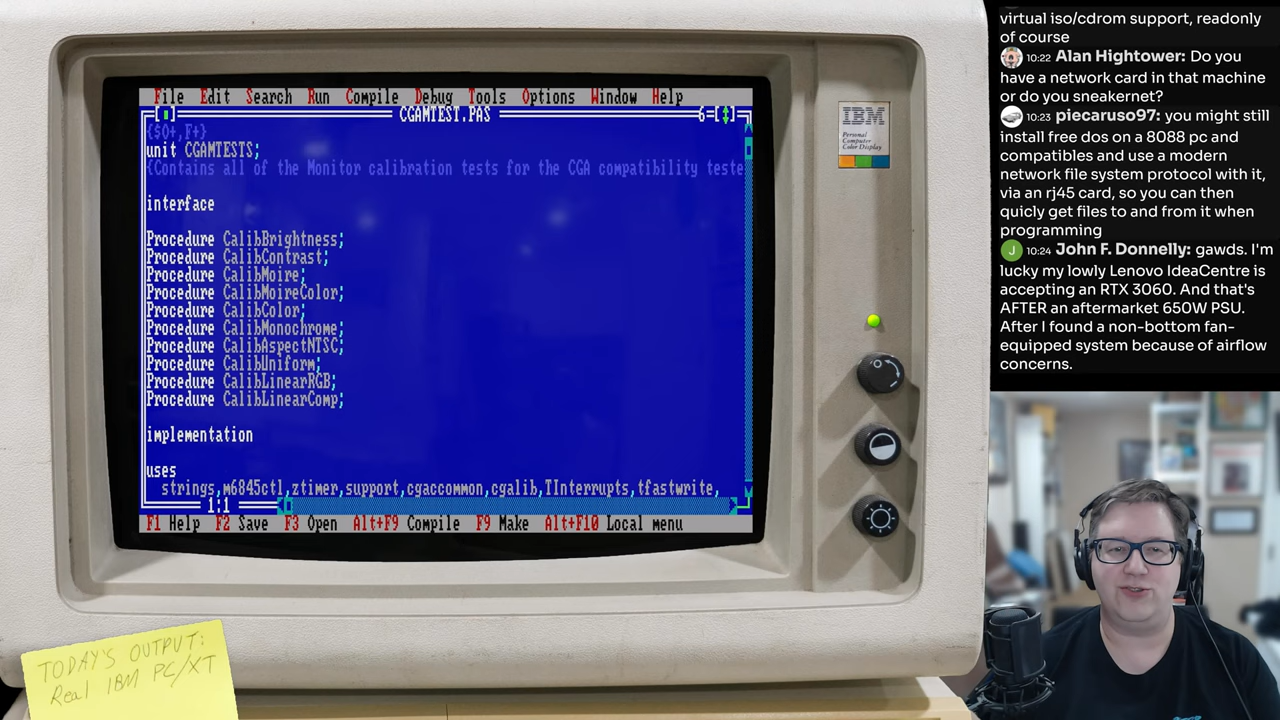 File Edit Search Run Compile Debug Tools Options Window Help
CGAMTEST.PAS 6=[↕]
{$O+,F+}
unit CGAMTESTS;
{Contains all of the Monitor calibration tests for the CGA compatibility teste
interface
Procedure CalibBrightness;
Procedure CalibContrast;
Procedure CalibMoire;
Procedure CalibMoireColor;
Procedure CalibColor;
Procedure CalibMonochrome;
Procedure CalibAspectNTSC;
Procedure CalibUniform;
Procedure CalibLinearRGB;
Procedure CalibLinearComp;
implementation
uses
strings,m6845ctl,ztimer,support,cgaccommon,cgalib,TInterrupts,tfastwrite,
1:1
F1 Help F2 Save F3 Open Alt+F9 Compile F9 Make Alt+F10 Local menu
IBM
Personal
Computer
Color Display
TODAY'S OUTPUT:
Real IBM PC/XT
virtual iso/cdrom support, readonly
of course
10:22 Alan Hightower: Do you
have a network card in that machine
or do you sneakernet?
10:23 piecaruso97: you might still
install free dos on a 8088 pc and
compatibles and use a modern
network file system protocol with it,
via an rj45 card, so you can then
quicly get files to and from it when
programming
J 10:24 John F. Donnelly: gawds. I'm
lucky my lowly Lenovo IdeaCentre is
accepting an RTX 3060. And that's
AFTER an aftermarket 650W PSU.
After I found a non-bottom fan-
equipped system because of airflow
concerns.